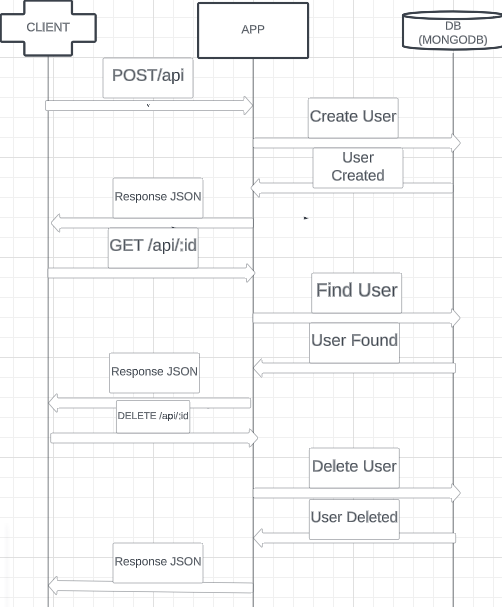 CLIENT
APP
DB
(MONGODB)
POST/api
Create User
User
Created
Response JSON
GET /api/:id
Find User
User Found
Response JSON
DELETE /api/:id
Delete User
User Deleted
Response JSON